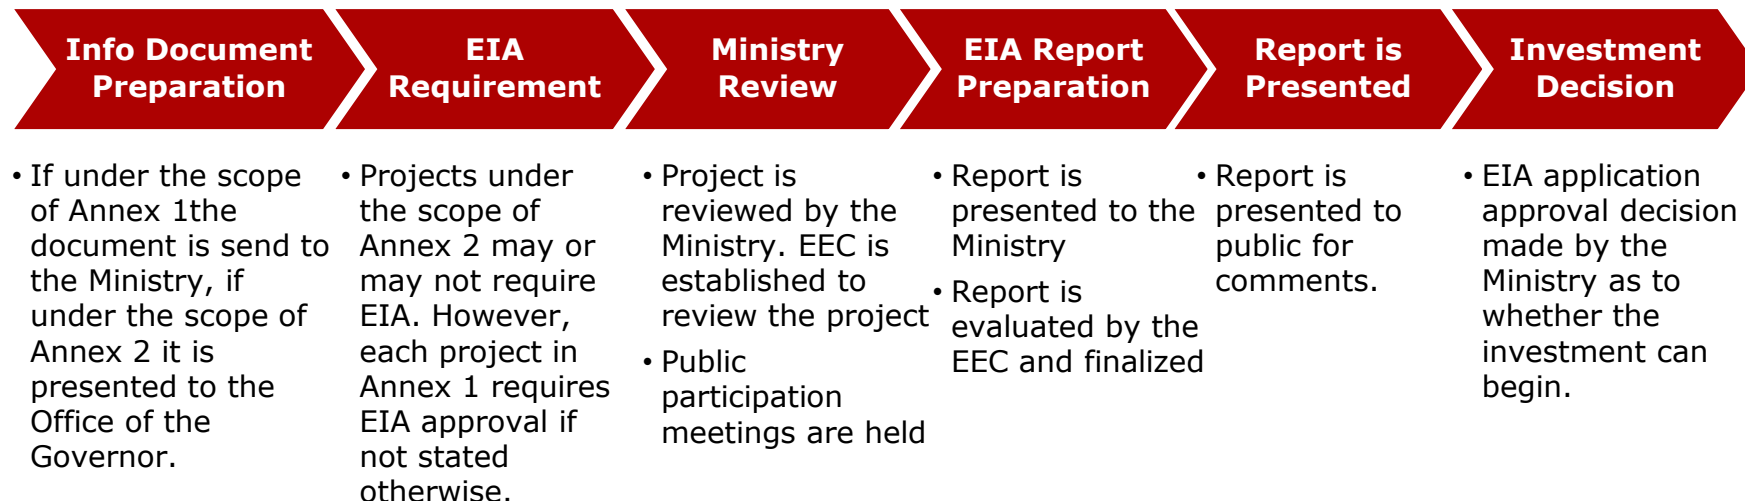 Info Document
Preparation
EIA
Requirement
Ministry
Review
EIA Report
Preparation
Report is
Presented
Investment
Decision
• If under the scope
of Annex 1the
document is send to
the Ministry, if
under the scope of
Annex 2 it is
presented to the
Office of the
Governor.
• Projects under
the scope of
Annex 2 may or
may not require
EIA. However,
each project in
Annex 1 requires
EIA approval if
not stated
otherwise.
• Project is
reviewed by the
Ministry. EEC is
established to
review the project
• Public
participation
meetings are held
• Report is
presented to the
Ministry
• Report is
evaluated by the
EEC and finalized
• Report is
presented to
public for
comments.
• EIA application
approval decision
made by the
Ministry as to
whether the
investment can
begin.